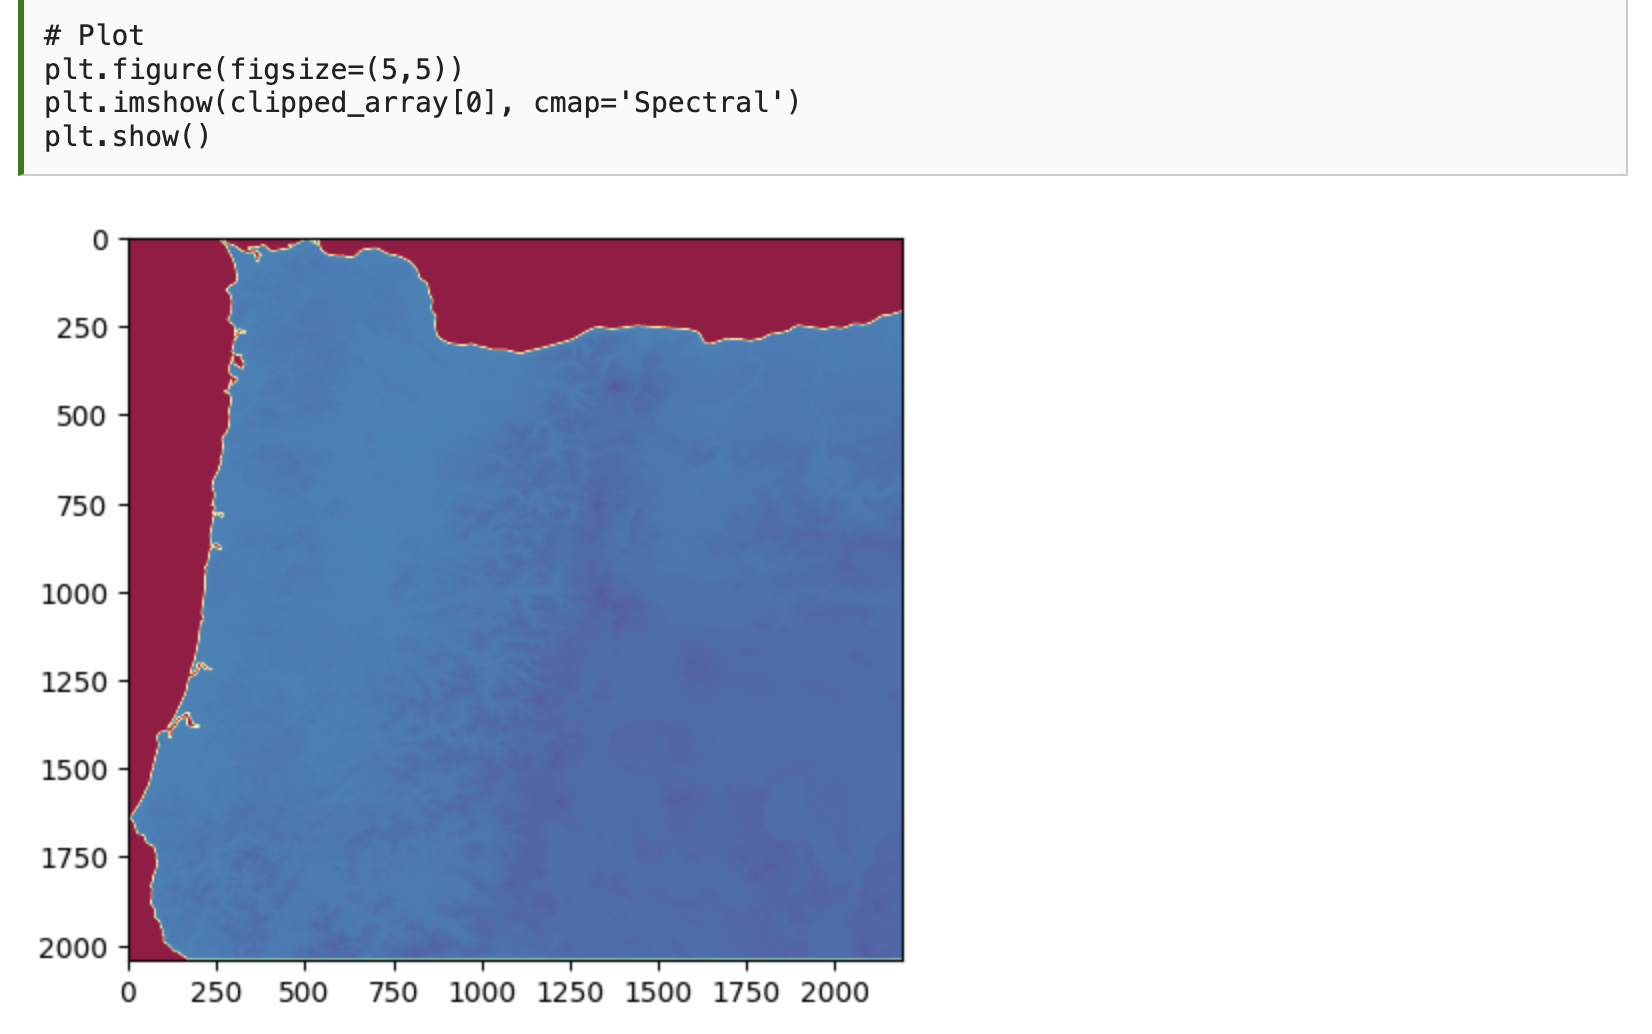 # Plot
plt.figure(figsize=(5,5))
plt.imshow(clipped_array[0], cmap='Spectral')
plt.show()
0
250
500
750
1000
1250
1500
1750
2000
0 250 500 750 1000 1250 1500 1750 2000